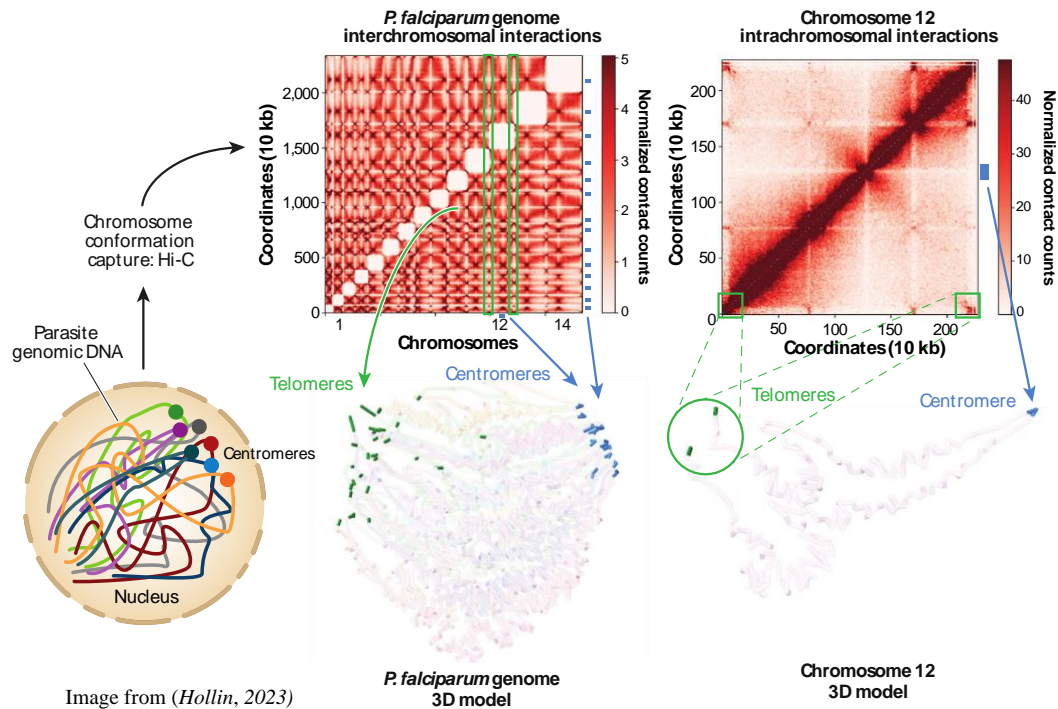 P. falciparum genome
interchromosomal interactions
Coordinates (10 kb)
2,000
1,500
1,000
500
0
1
12
14
Chromosomes
5
4
3
2
1
0
Normalized contact counts
Chromosome 12
intrachromosomal interactions
Coordinates (10 kb)
200
150
100
50
0
0
50
100
150
200
Coordinates (10 kb)
40
30
20
10
0
Normalized contact counts
Chromosome
conformation
capture: Hi-C
Parasite
genomic DNA
Centromeres
Nucleus
Telomeres
Centromeres
Telomeres
Centromere
P. falciparum genome
3D model
Chromosome 12
3D model
Image from (Hollin, 2023)